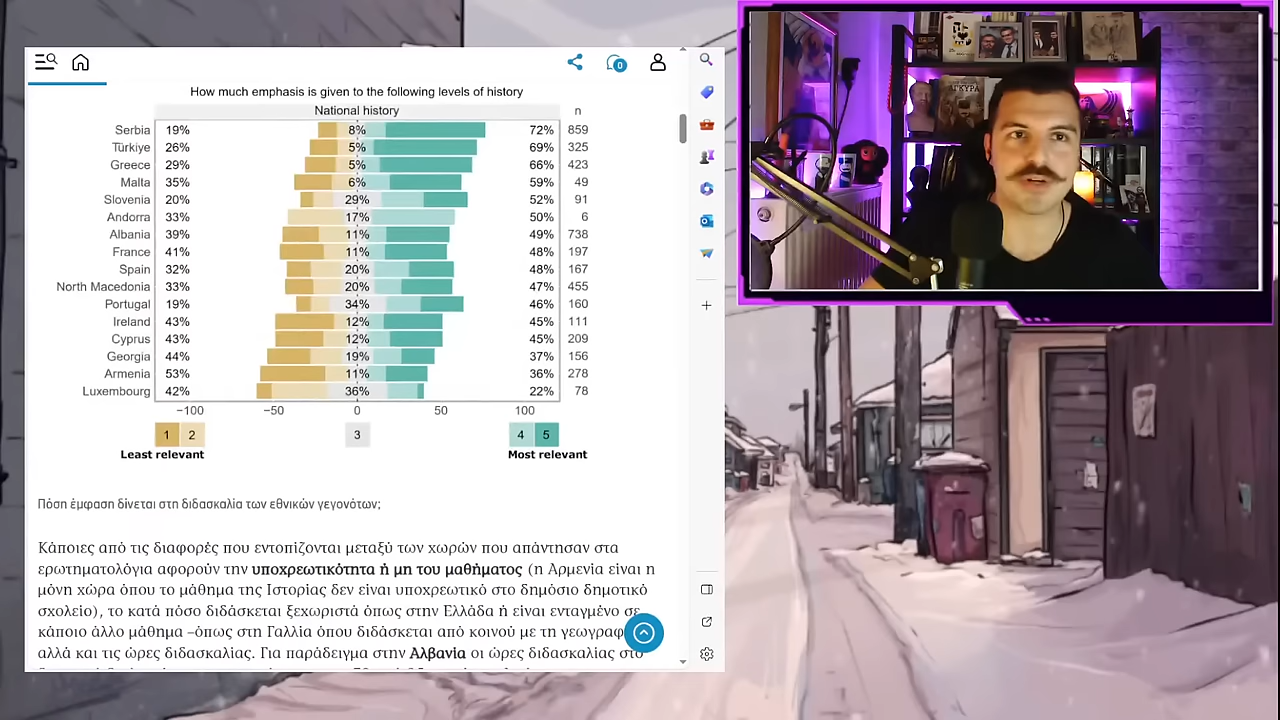 0
How much emphasis is given to the following levels of history
National history
n
Serbia 19% 8% 72% 859
Türkiye 26% 5% 69% 325
Greece 29% 5% 66% 423
Malta 35% 6% 59% 49
Slovenia 20% 29% 52% 91
Andorra 33% 17% 50% 6
Albania 39% 11% 49% 738
France 41% 11% 48% 197
Spain 32% 20% 48% 167
North Macedonia 33% 20% 47% 455
Portugal 19% 34% 46% 160
Ireland 43% 12% 45% 111
Cyprus 43% 12% 45% 209
Georgia 44% 19% 37% 156
Armenia 53% 11% 36% 278
Luxembourg 42% 36% 22% 78
−100 −50 0 50 100
1 2 3 4 5
Least relevant Most relevant
Πόση έμφαση δίνεται στη διδασκαλία των εθνικών γεγονότων;
Κάποιες από τις διαφορές που εντοπίζονται μεταξύ των χωρών που απάντησαν στα
ερωτηματολόγια αφορούν την υποχρεωτικότητα ή μη του μαθήματος (η Αρμενία είναι η
μόνη χώρα όπου το μάθημα της Ιστορίας δεν είναι υποχρεωτικό στο δημόσιο δημοτικό
σχολείο), το κατά πόσο διδάσκεται ξεχωριστά όπως στην Ελλάδα ή είναι ενταγμένο σε
κάποιο άλλο μάθημα –όπως στη Γαλλία όπου διδάσκεται από κοινού με τη
αλλά και τις ώρες διδασκαλίας. Για παράδειγμα στην Αλβανία οι ώρες διδασκαλίας στο
ΑΓΚΥΡΑ